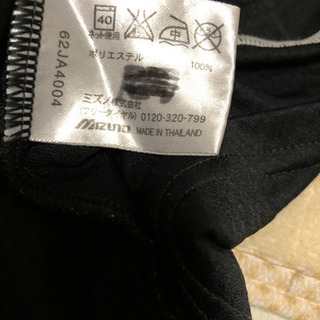 40
中
ネット使用
ポリエステル 100%
ミズノ株式会社
(フリーダイヤル) 0120-320-799
MIZUNO MADE IN THAILAND
62JA4004